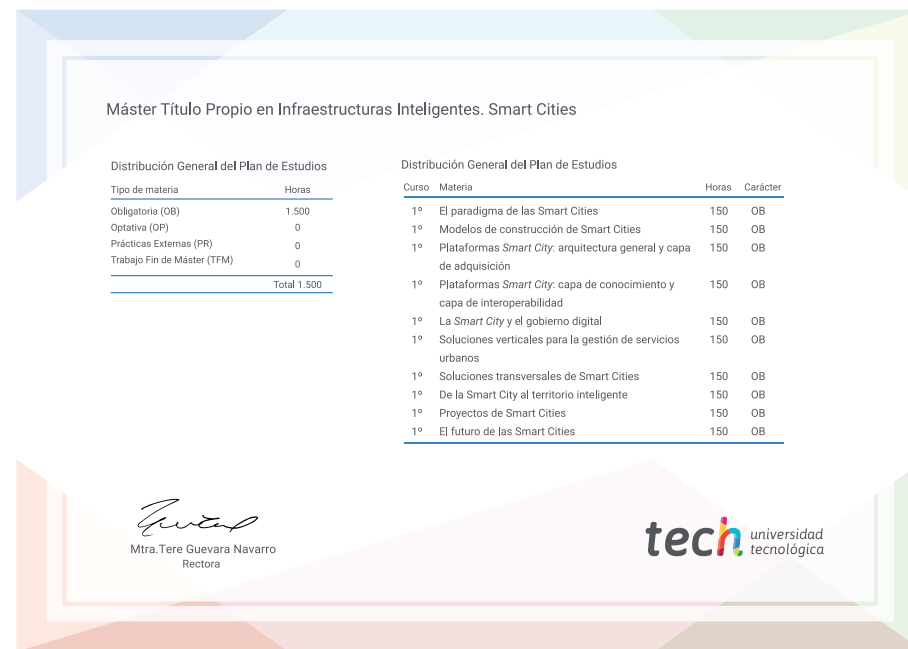 Máster Título Propio en Infraestructuras Inteligentes. Smart Cities
Distribución General del Plan de Estudios
Tipo de materia Horas
Obligatoria (OB) 1.500
Optativa (OP) 0
Prácticas Externas (PR) 0
Trabajo Fin de Máster (TFM) 0
Total 1.500
Distribución General del Plan de Estudios
Curso Materia Horas Carácter
1º El paradigma de las Smart Cities 150 OB
1º Modelos de construcción de Smart Cities 150 OB
1º Plataformas Smart City: arquitectura general y capa 150 OB
de adquisición
1º Plataformas Smart City: capa de conocimiento y 150 OB
capa de interoperabilidad
1º La Smart City y el gobierno digital 150 OB
1º Soluciones verticales para la gestión de servicios 150 OB
urbanos
1º Soluciones transversales de Smart Cities 150 OB
1º De la Smart City al territorio inteligente 150 OB
1º Proyectos de Smart Cities 150 OB
1º El futuro de las Smart Cities 150 OB
Mtra.Tere Guevara Navarro
Rectora
tech universidad
tecnológica